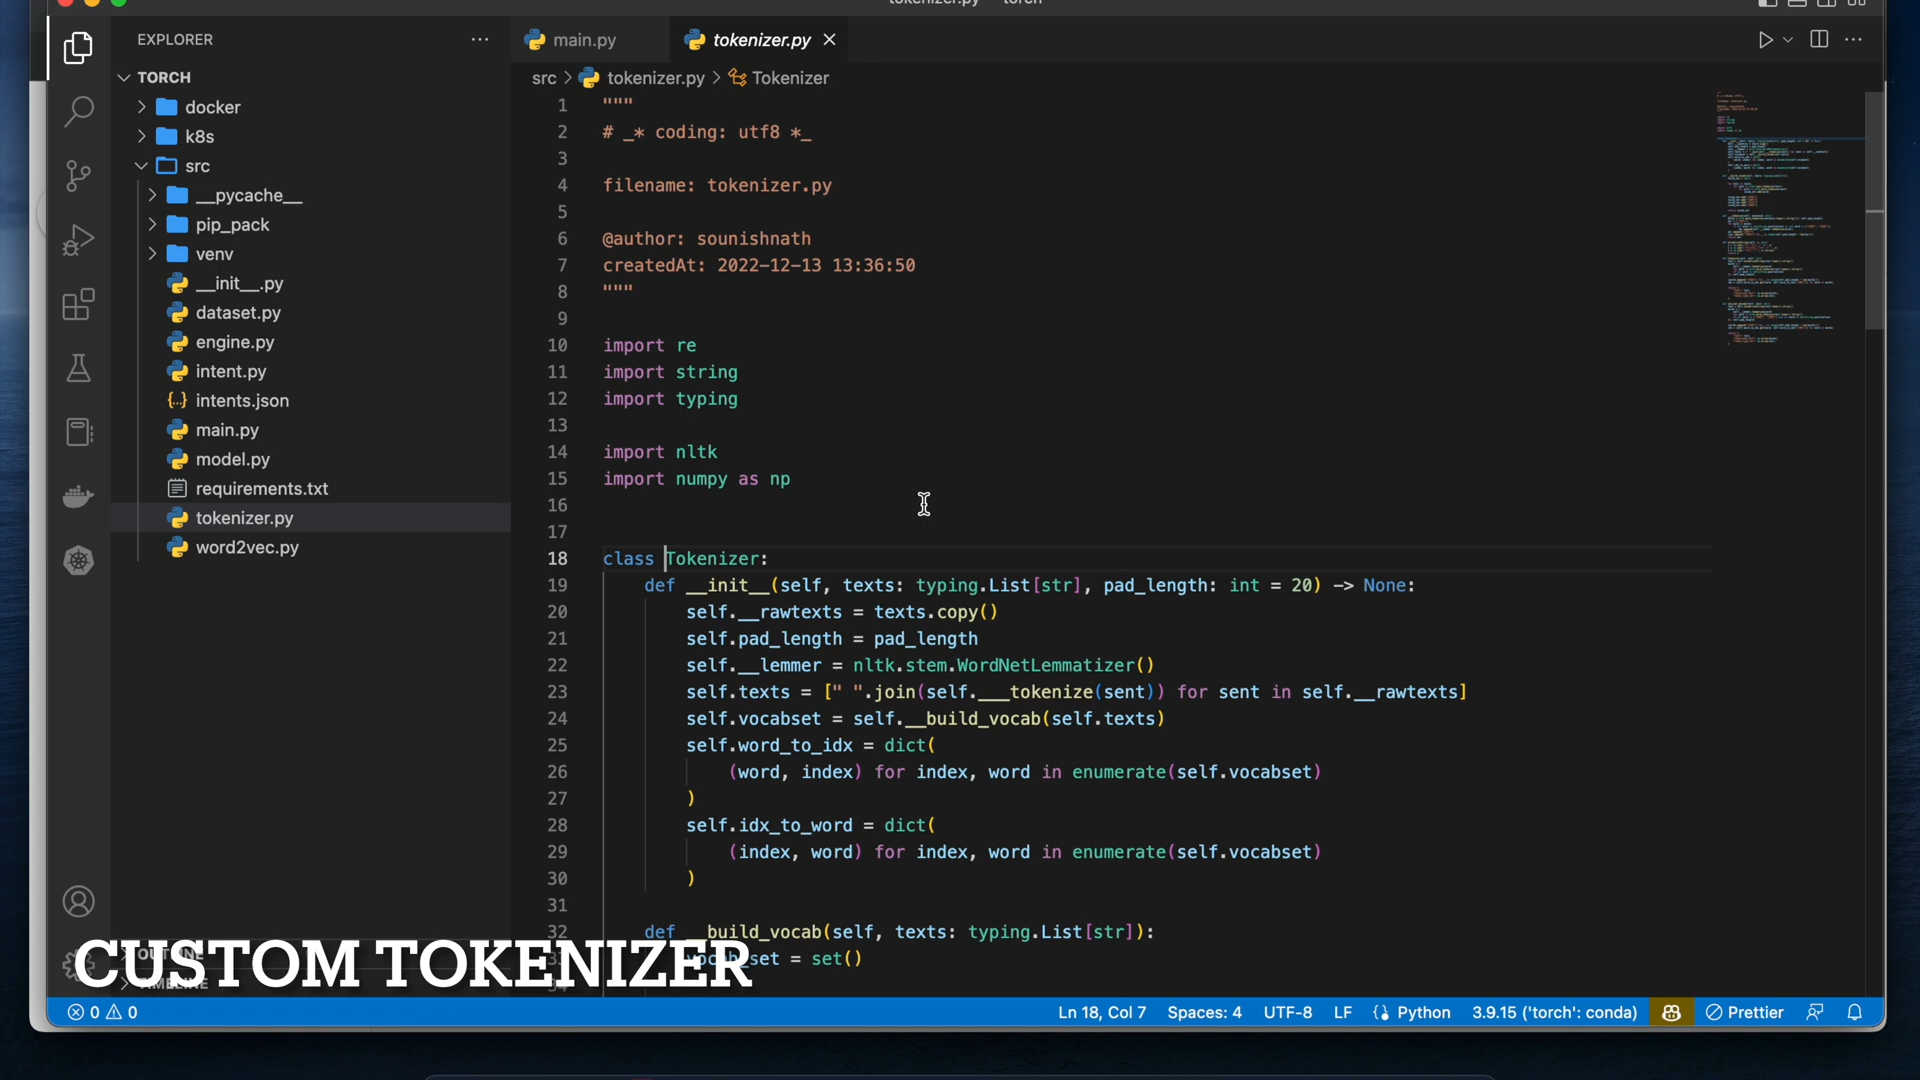 EXPLORER
TORCH
docker
k8s
src
__pycache__
pip_pack
venv
__init__.py
dataset.py
engine.py
intent.py
intents.json
main.py
model.py
requirements.txt
tokenizer.py
word2vec.py
OUTLINE
TIMELINE
main.py
tokenizer.py
src > tokenizer.py > Tokenizer
1 """
2 # _* coding: utf8 *_
3
4 filename: tokenizer.py
5
6 @author: sounishnath
7 createdAt: 2022-12-13 13:36:50
8 """
9
10 import re
11 import string
12 import typing
13
14 import nltk
15 import numpy as np
16
17
18 class Tokenizer:
19 def __init__(self, texts: typing.List[str], pad_length: int = 20) -> None:
20 self.__rawtexts = texts.copy()
21 self.pad_length = pad_length
22 self.__lemmer = nltk.stem.WordNetLemmatizer()
23 self.texts = [" ".join(self.___tokenize(sent)) for sent in self.__rawtexts]
24 self.vocabset = self.__build_vocab(self.texts)
25 self.word_to_idx = dict(
26 (word, index) for index, word in enumerate(self.vocabset)
27 )
28 self.idx_to_word = dict(
29 (index, word) for index, word in enumerate(self.vocabset)
30 )
31
32 def __build_vocab(self, texts: typing.List[str]):
33 vocab_set = set()
34
CUSTOM TOKENIZER
0 0
Ln 18, Col 7 Spaces: 4 UTF-8 LF Python 3.9.15 ('torch': conda) Prettier